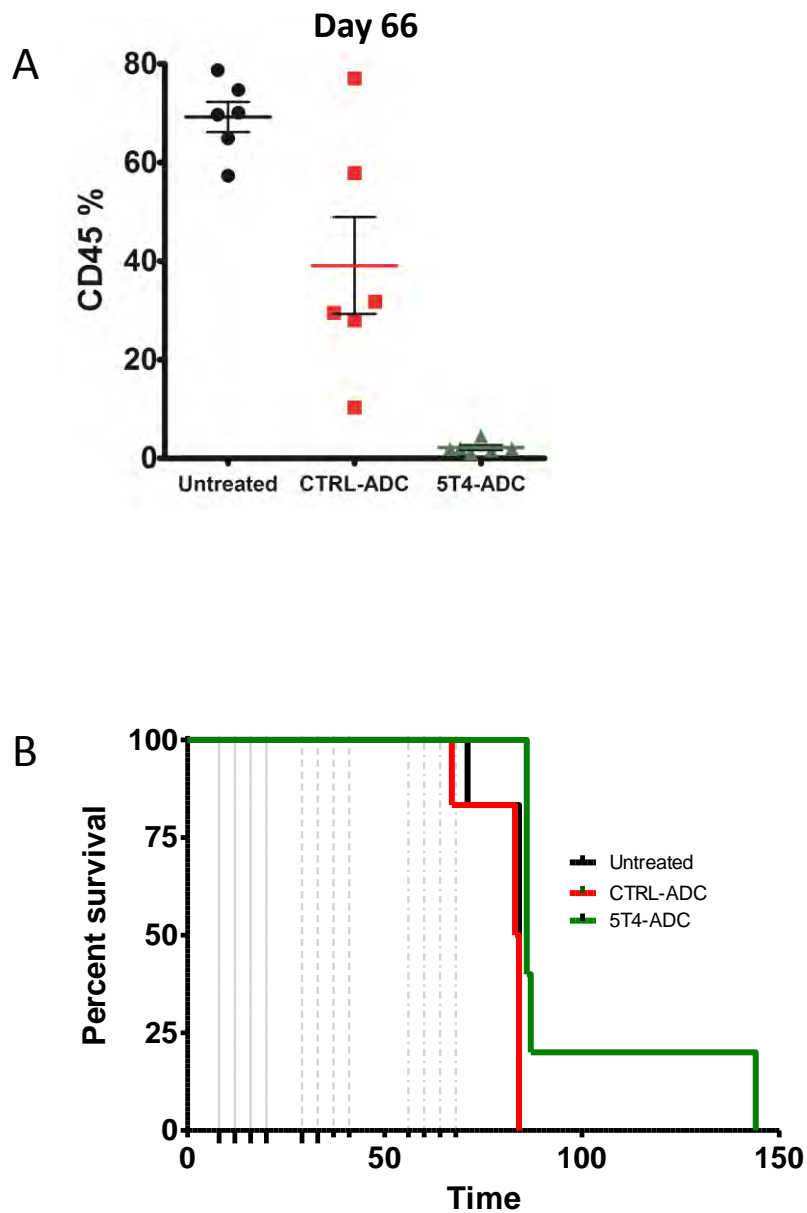 Day 66
A
80
60
40
20
0
CD45 %
Untreated CTRL-ADC 5T4-ADC
B
100
75
50
25
0
Percent survival
Untreated
CTRL-ADC
5T4-ADC
0 50 100 150
Time